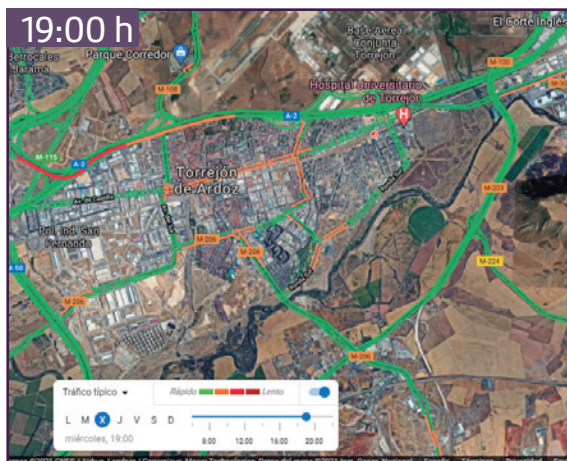 19:00 h
El Corte Inglés
Base Aérea
Conjunta
Torrejón
Parque Corredor
M-100
M-108
Hospital Universitario
de Torrejón
H
A-2
M-115
A-2
Torrejón
de Ardoz
Av. de Castilla
Pol. Ind. San
Fernando
M-203
M-206
M-206
M-224
M-50
M-206
M-206
Tráfico típico
Rápido
Lento
L M X J V S D
miércoles, 19:00
8:00 12:00 16:00 20:00